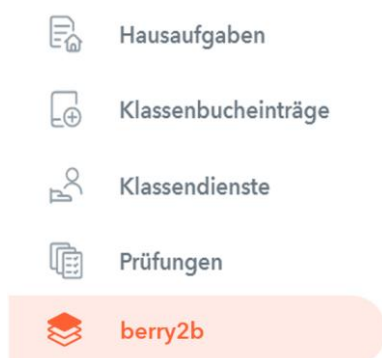 Hausaufgaben
Klassenbucheinträge
Klassendienste
Prüfungen
berry2b